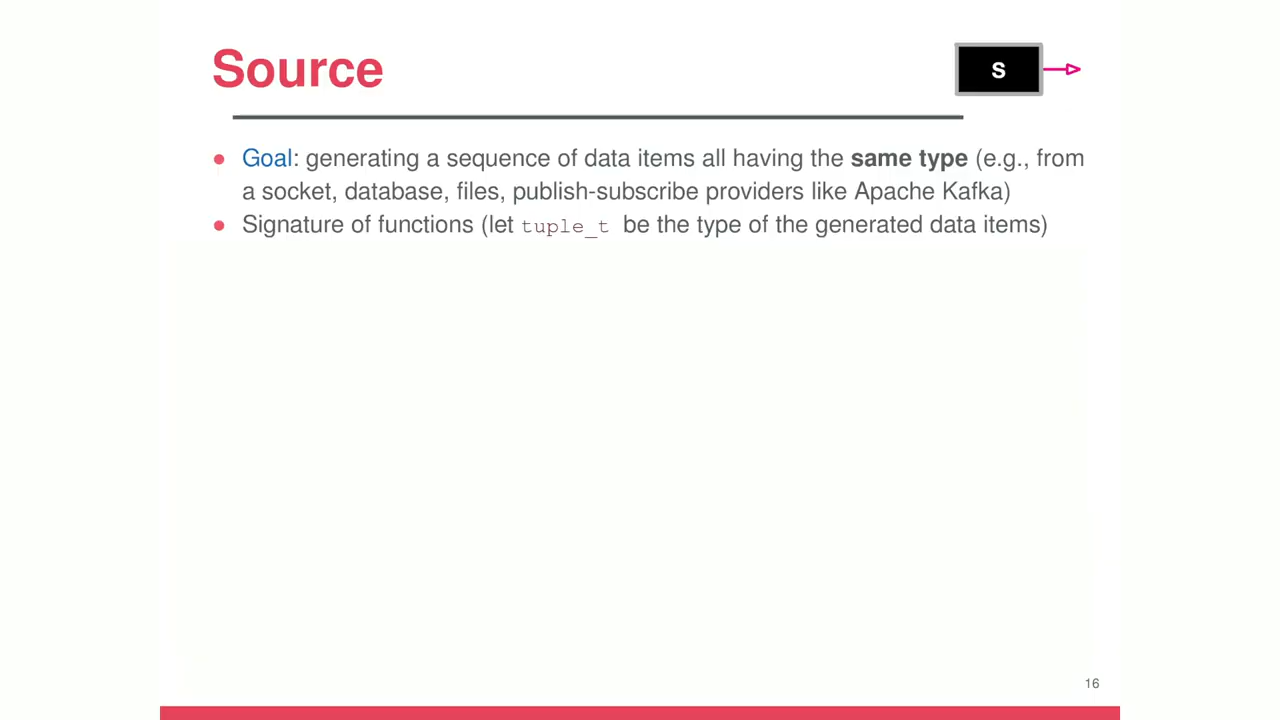 Source
S
● Goal: generating a sequence of data items all having the same type (e.g., from
a socket, database, files, publish-subscribe providers like Apache Kafka)
● Signature of functions (let tuple_t be the type of the generated data items)
16